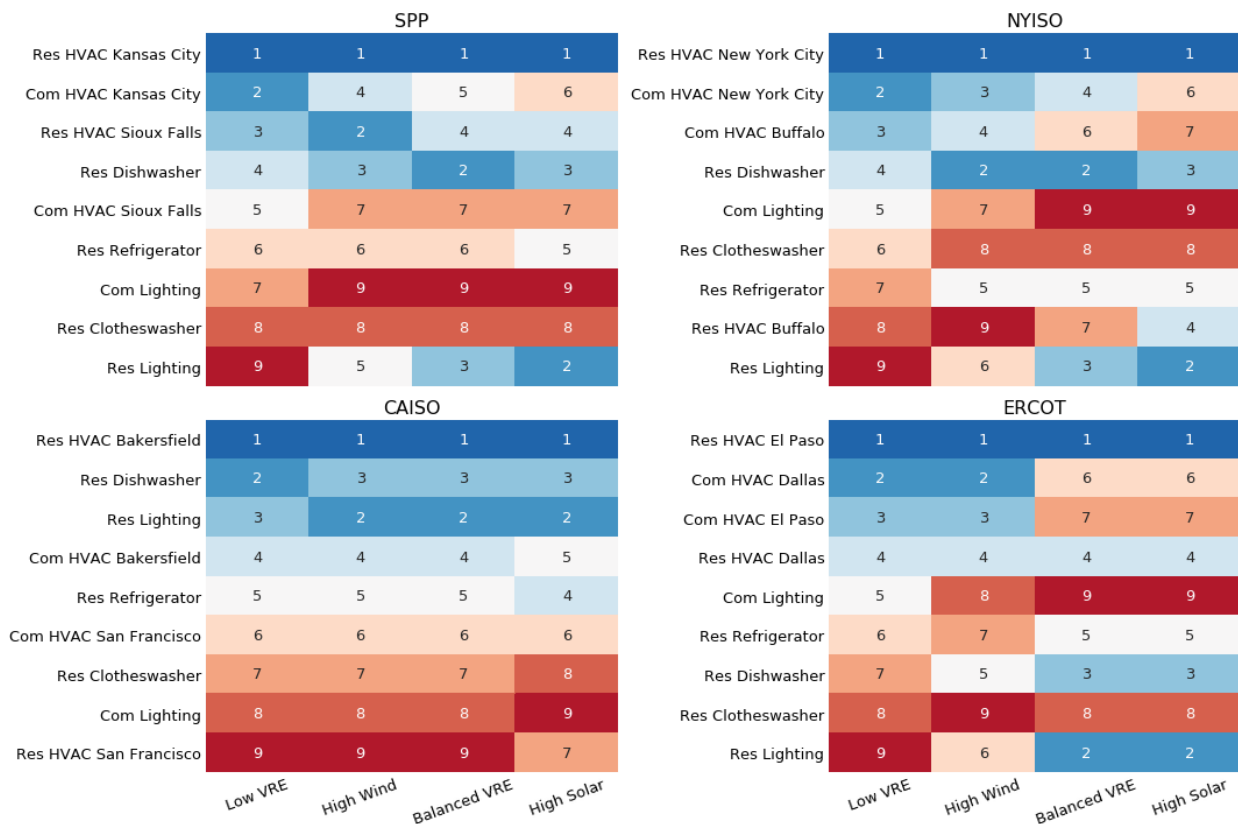 SPP
Res HVAC Kansas City 1 1 1 1
Com HVAC Kansas City 2 4 5 6
Res HVAC Sioux Falls 3 2 4 4
Res Dishwasher 4 3 2 3
Com HVAC Sioux Falls 5 7 7 7
Res Refrigerator 6 6 6 5
Com Lighting 7 9 9 9
Res Clotheswasher 8 8 8 8
Res Lighting 9 5 3 2
NYISO
Res HVAC New York City 1 1 1 1
Com HVAC New York City 2 3 4 6
Com HVAC Buffalo 3 4 6 7
Res Dishwasher 4 2 2 3
Com Lighting 5 7 9 9
Res Clotheswasher 6 8 8 8
Res Refrigerator 7 5 5 5
Res HVAC Buffalo 8 9 7 4
Res Lighting 9 6 3 2
CAISO
Res HVAC Bakersfield 1 1 1 1
Res Dishwasher 2 3 3 3
Res Lighting 3 2 2 2
Com HVAC Bakersfield 4 4 4 5
Res Refrigerator 5 5 5 4
Com HVAC San Francisco 6 6 6 6
Res Clotheswasher 7 7 7 8
Com Lighting 8 8 8 9
Res HVAC San Francisco 9 9 9 7
Low VRE High Wind Balanced VRE High Solar
ERCOT
Res HVAC El Paso 1 1 1 1
Com HVAC Dallas 2 2 6 6
Com HVAC El Paso 3 3 7 7
Res HVAC Dallas 4 4 4 4
Com Lighting 5 8 9 9
Res Refrigerator 6 7 5 5
Res Dishwasher 7 5 3 3
Res Clotheswasher 8 9 8 8
Res Lighting 9 6 2 2
Low VRE High Wind Balanced VRE High Solar